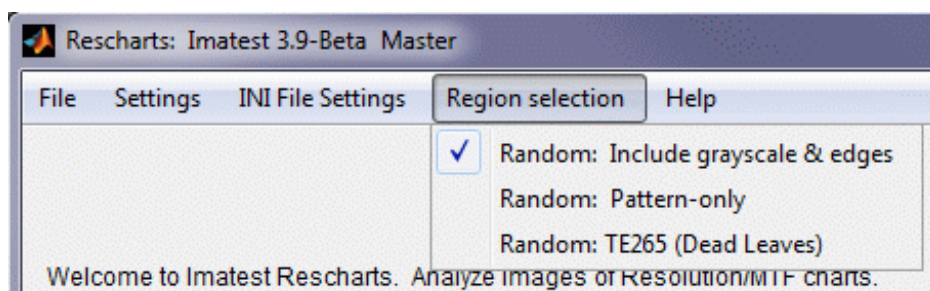 Rescharts: Imatest 3.9-Beta Master
File Settings INI File Settings Region selection Help
Random: Include grayscale & edges
Random: Pattern-only
Random: TE265 (Dead Leaves)
Welcome to Imatest Rescharts. Analyze images of Resolution/MTF charts.